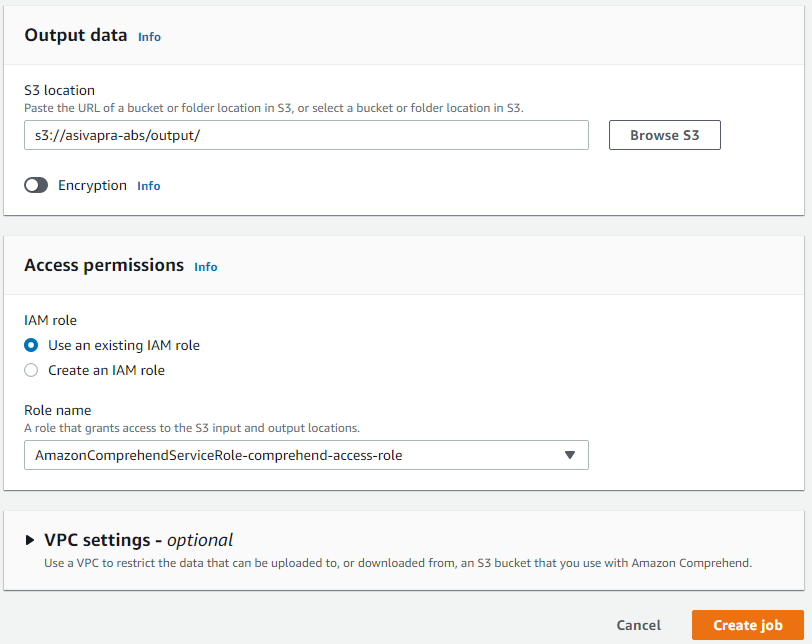 Output data Info
S3 location
Paste the URL of a bucket or folder location in S3, or select a bucket or folder location in S3.
s3://asivapra-abs/output/ Browse S3
Encryption Info
Access permissions Info
IAM role
Use an existing IAM role
Create an IAM role
Role name
A role that grants access to the S3 input and output locations.
AmazonComprehendServiceRole-comprehend-access-role
VPC settings - optional
Use a VPC to restrict the data that can be uploaded to, or downloaded from, an S3 bucket that you use with Amazon Comprehend.
Cancel Create job